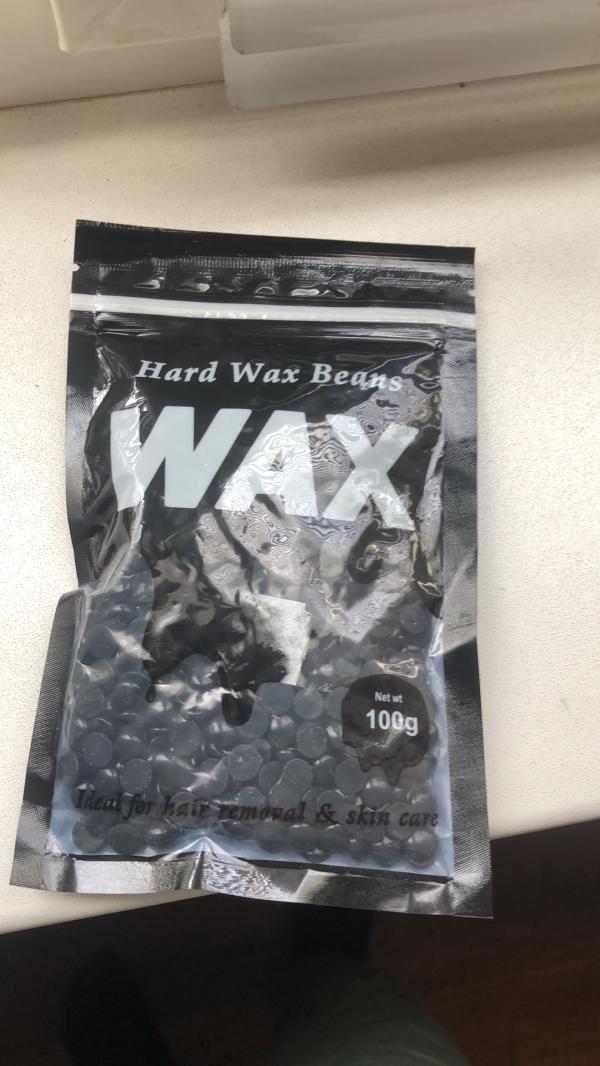 Hard Wax Beans
WAX
Net wt
100g
Ideal for hair removal & skin care